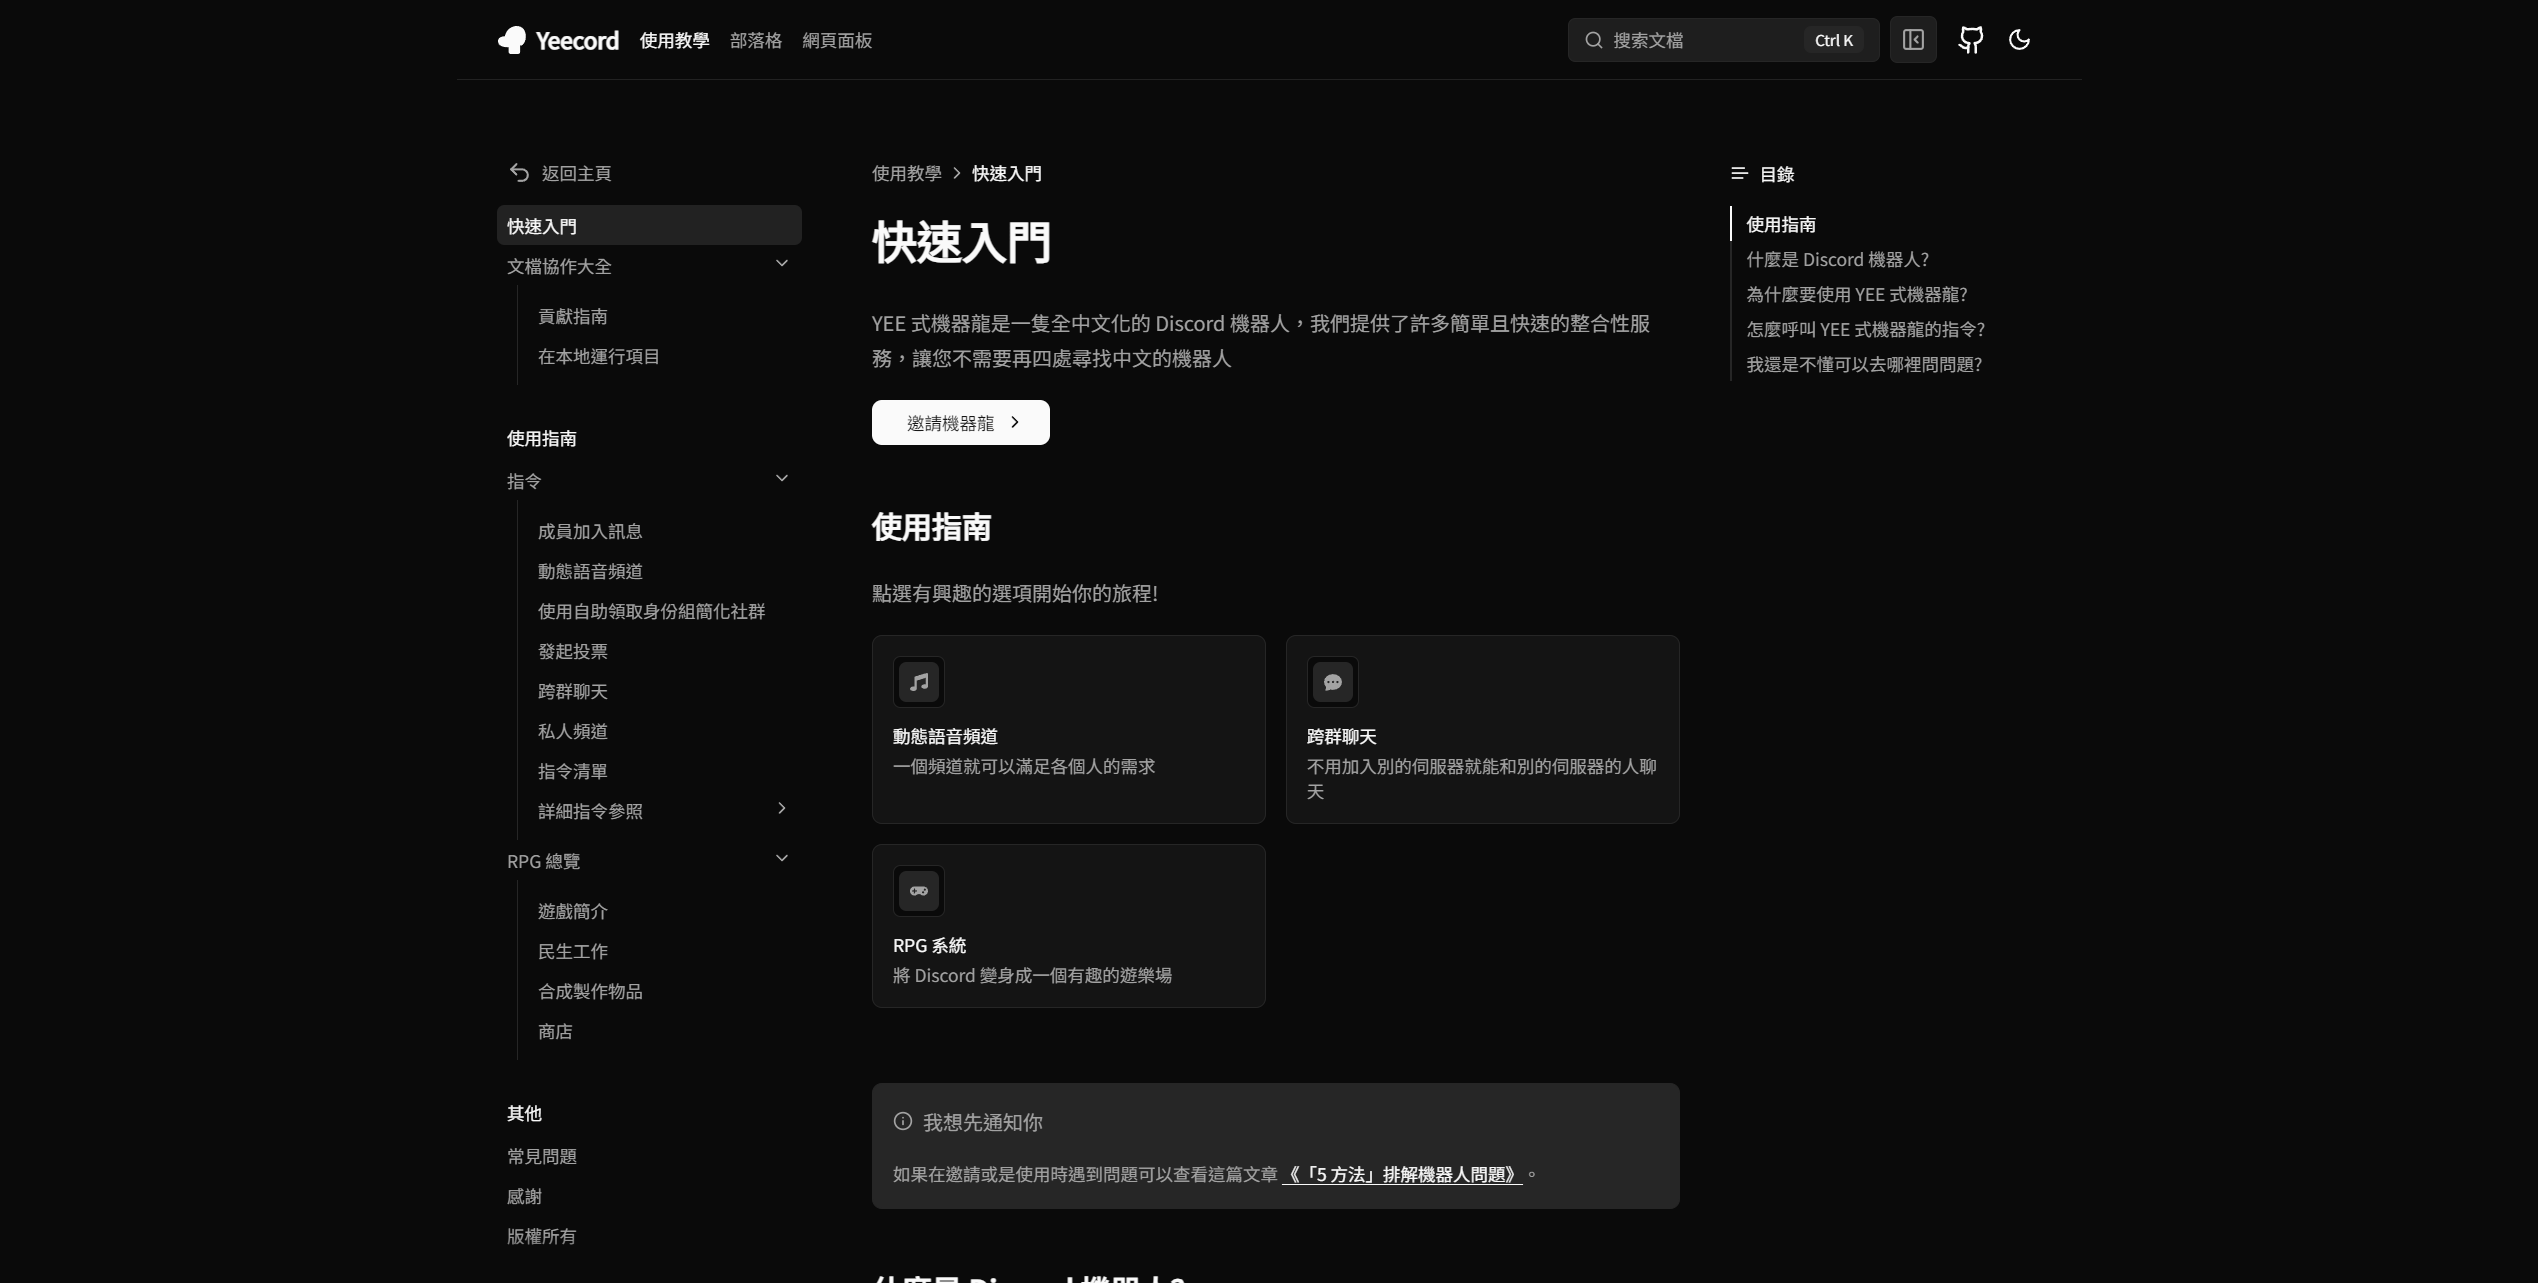 Yeecord
使用教學
部落格
網頁面板
搜索文檔
Ctrl K
返回主頁
快速入門
文檔協作大全
貢獻指南
在本地運行項目
使用指南
指令
成員加入訊息
動態語音頻道
使用自助領取身份組簡化社群
發起投票
跨群聊天
私人頻道
指令清單
詳細指令參照
RPG 總覽
遊戲簡介
民生工作
合成製作物品
商店
其他
常見問題
感謝
版權所有
使用教學
快速入門
快速入門
YEE 式機器龍是一隻全中文化的 Discord 機器人，我們提供了許多簡單且快速的整合性服
務，讓您不需要再四處尋找中文的機器人
邀請機器龍
使用指南
點選有興趣的選項開始你的旅程!
動態語音頻道
一個頻道就可以滿足各個人的需求
跨群聊天
不用加入別的伺服器就能和別的伺服器的人聊
天
RPG 系統
將 Discord 變身成一個有趣的遊樂場
我想先通知你
如果在邀請或是使用時遇到問題可以查看這篇文章《「5 方法」排解機器人問題》。
什麼是 Discord 機器人?
目錄
使用指南
什麼是 Discord 機器人?
為什麼要使用 YEE 式機器龍?
怎麼呼叫 YEE 式機器龍的指令?
我還是不懂可以去哪裡問問題?